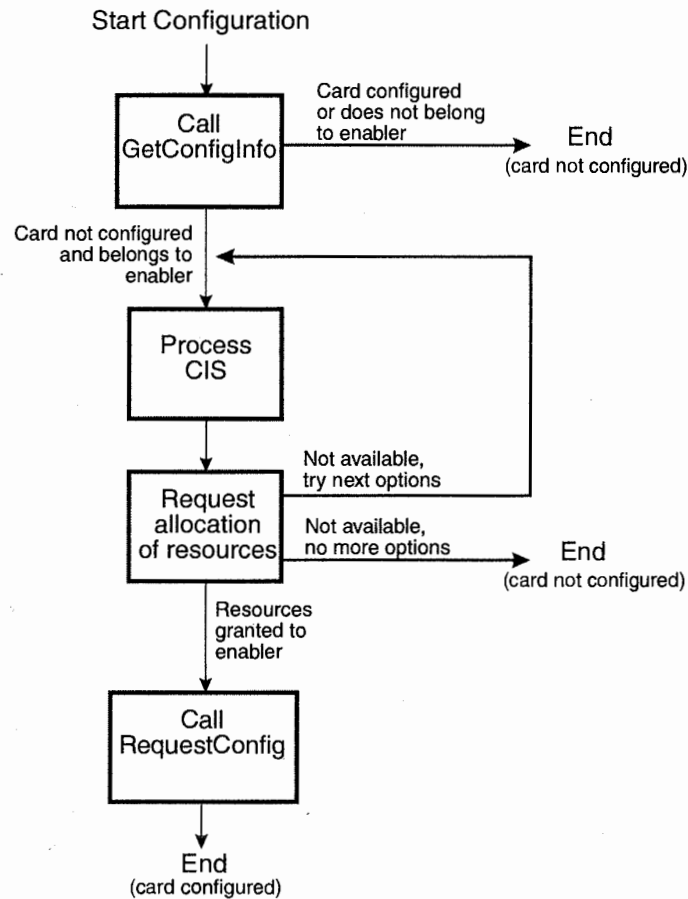 Start Configuration
Card configured
or does not belong
to enabler
Call
GetConfigInfo
End
(card not configured)
Card not configured
and belongs to
enabler
Process
CIS
Not available,
try next options
Request
allocation
of resources
Not available,
no more options
End
(card not configured)
Resources
granted to
enabler
Call
RequestConfig
End
(card configured)